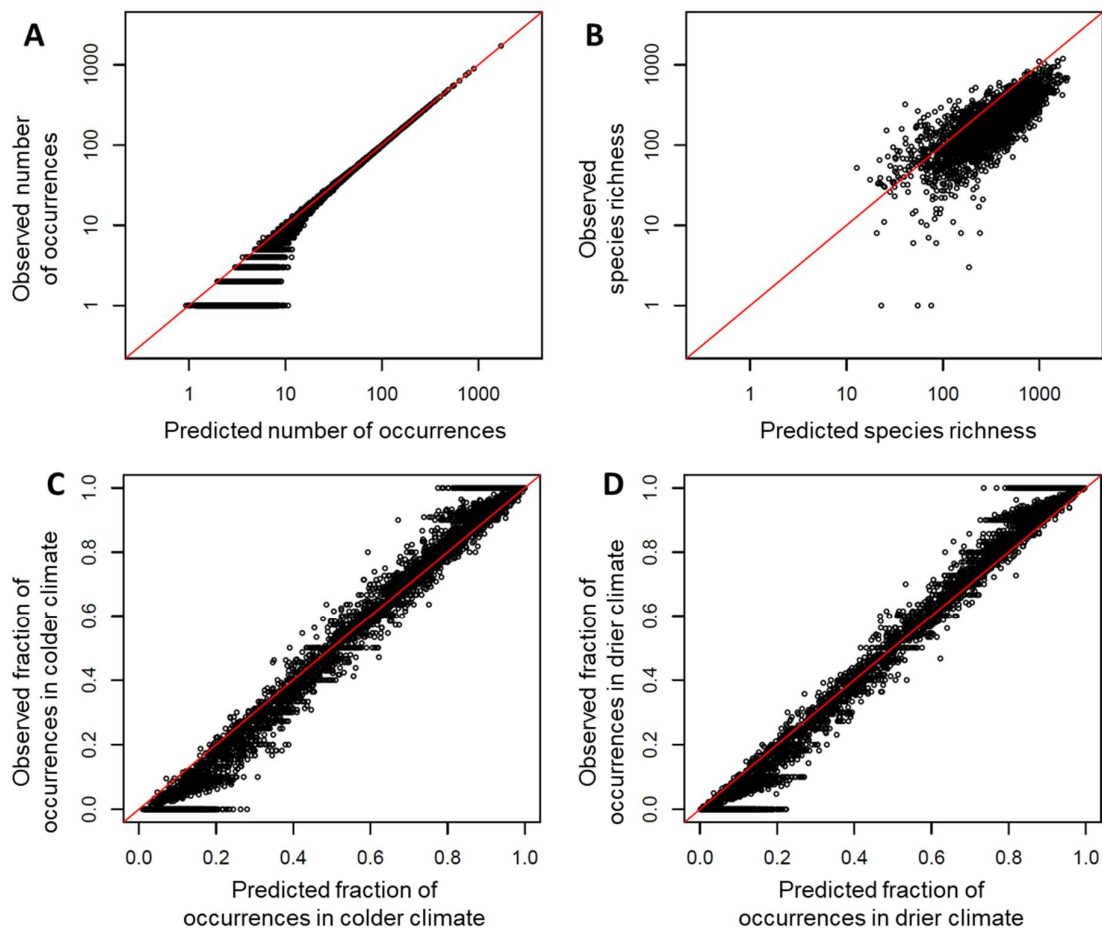 A
Observed number
of occurrences
1000
100
10
1
1 10 100 1000
Predicted number of occurrences
B
Observed
species richness
1000
100
10
1
1 10 100 1000
Predicted species richness
C
Observed fraction of
occurrences in colder climate
1.0
0.8
0.6
0.4
0.2
0.0
0.0 0.2 0.4 0.6 0.8 1.0
Predicted fraction of
occurrences in colder climate
D
Observed fraction of
occurrences in drier climate
1.0
0.8
0.6
0.4
0.2
0.0
0.0 0.2 0.4 0.6 0.8 1.0
Predicted fraction of
occurrences in drier climate